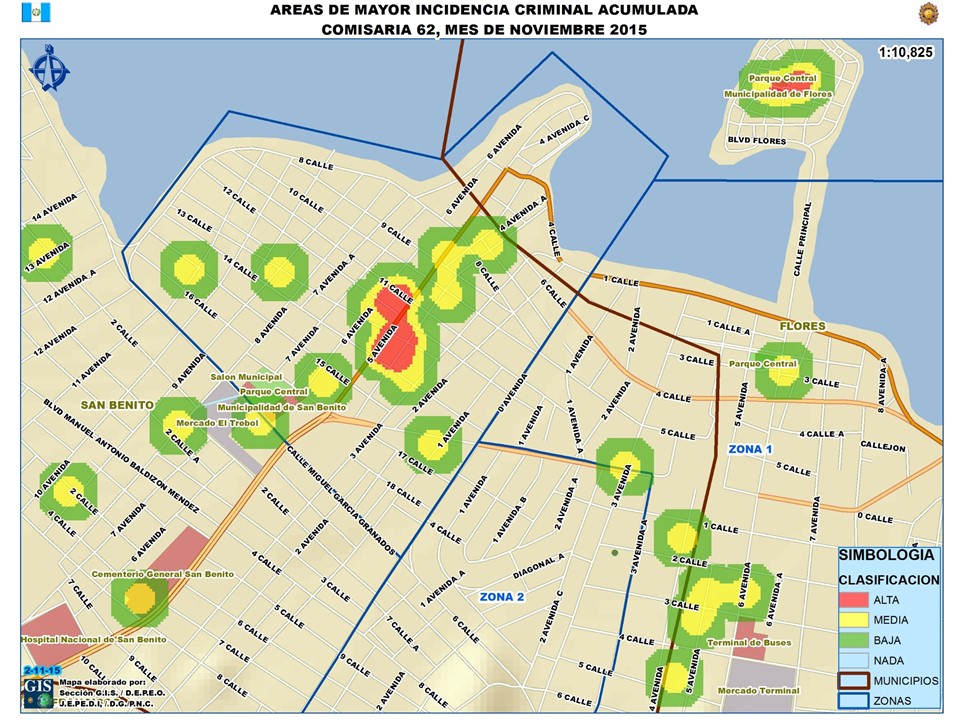 AREAS DE MAYOR INCIDENCIA CRIMINAL ACUMULADA
COMISARIA 62, MES DE NOVIEMBRE 2015
1:10,825
Parque Central
Municipalidad de Flores
BLVD FLORES
6 AVENIDA
4 AVENIDA C
8 CALLE
12 CALLE
10 CALLE
6 AVENIDA
14 AVENIDA
13 CALLE
9 CALLE
4 AVENIDA A
4 CALLE
CALLE PRINCIPAL
13 AVENIDA
14 CALLE
7 AVENIDA A
8 CALLE
12 AVENIDA A
16 CALLE
11 CALLE
6 CALLE
1 CALLE
12 AVENIDA
2 CALLE
8 AVENIDA
7 AVENIDA
6 AVENIDA
5 AVENIDA
2 AVENIDA
2 AVENIDA
1 CALLE A
FLORES
11 AVENIDA
9 AVENIDA
15 CALLE
3 CALLE
Parque Central
3 CALLE
8 AVENIDA A
Salon Municipal
Parque Central
Municipalidad de San Benito
SAN BENITO
Mercado El Trebol
2 AVENIDA
0 AVENIDA
1 AVENIDA
1 AVENIDA A
3 AVENIDA
4 CALLE
5 AVENIDA
BLVD MANUEL ANTONIO BALDIZON MENDEZ
2 CALLE A
3 AVENIDA
1 AVENIDA
5 CALLE
4 CALLE A
CALLEJON
ZONA 1
17 CALLE
CALLE MIGUEL GARCIA GRANADOS
5 CALLE
10 AVENIDA
2 CALLE
18 CALLE
3 AVENIDA
4 CALLE
7 AVENIDA
2 CALLE
2 AVENIDA
1 AVENIDA
1 AVENIDA B
2 AVENIDA A
7 AVENIDA
0 CALLE
6 AVENIDA
4 CALLE
4 CALLE
3 AVENIDA A
1 CALLE
2 CALLE
DIAGONAL A
Cementerio General San Benito
7 CALLE
3 CALLE
1 AVENIDA A
ZONA 2
3 CALLE
6 AVENIDA
6 AVENIDA A
5 CALLE
6 CALLE
7 CALLE
2 AVENIDA C
4 CALLE
Terminal de Buses
Hospital Nacional de San Benito
10 CALLE
9 CALLE
7 CALLE
8 CALLE
9 CALLE
2 AVENIDA
5 CALLE
6 CALLE
4 AVENIDA
5 AVENIDA
Mercado Terminal
SIMBOLOGIA
CLASIFICACION
ALTA
MEDIA
BAJA
NADA
MUNICIPIOS
ZONAS
2-11-15
GIS
Mapa elaborado por:
Sección G.I.S. / D.E.P.E.O.
J.E.PE.D.I, / D.G./P.N.C.